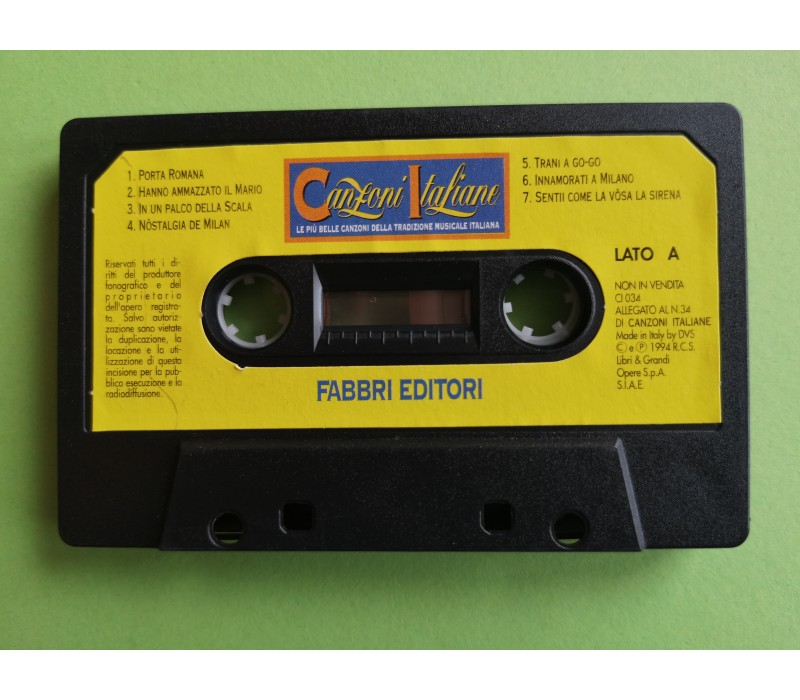 1. PORTA ROMANA
2. HANNO AMMAZZATO IL MARIO
3. IN UN PALCO DELLA SCALA
4. NÒSTALGIA DE MILAN
Canzoni Italiane
LE PIÙ BELLE CANZONI DELLA TRADIZIONE MUSICALE ITALIANA
5. TRANI A GO-GO
6. INNAMORATI A MILANO
7. SENTII COME LA VÔSA LA SIRENA
Riservati tutti i di-
ritti del produttore
fonografico e del
proprietario
dell'opera registra-
ta. Salvo autoriz-
zazione sono vietate
la duplicazione, la
locazione e la uti-
lizzazione di questa
incisione per la pub-
blica esecuzione e la
radiodiffusione.
LATO A
NON IN VENDITA
CI 034
ALLEGATO AL N.34
DI CANZONI ITALIANE
Made in Italy by DVS
© e ℗ 1994 R.C.S.
Libri & Grandi
Opere S.p.A.
S.I.A.E.
FABBRI EDITORI